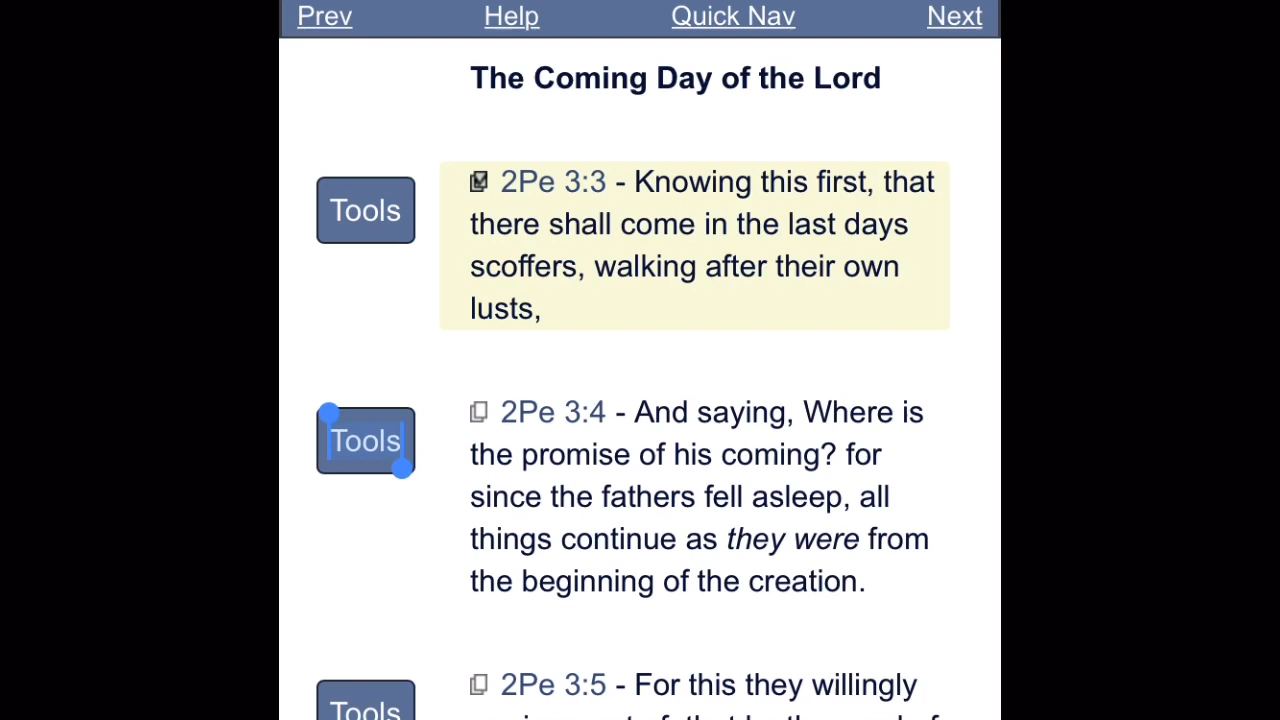 Prev Help Quick Nav Next
The Coming Day of the Lord
Tools
2Pe 3:3 - Knowing this first, that
there shall come in the last days
scoffers, walking after their own
lusts,
Tools
2Pe 3:4 - And saying, Where is
the promise of his coming? for
since the fathers fell asleep, all
things continue as they were from
the beginning of the creation.
Tools
2Pe 3:5 - For this they willingly